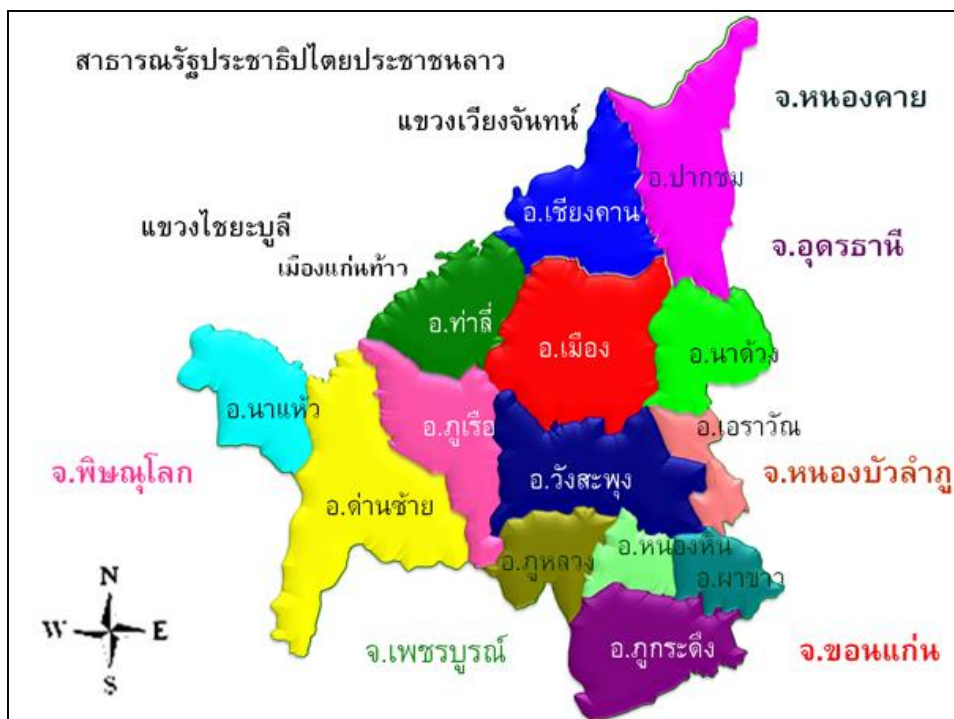 สาธารณรัฐประชาธิปไตยประชาชนลาว
จ.หนองคาย
แขวงเวียงจันทน์
อ.ปากชม
อ.เชียงคาน
แขวงไชยะบูลี
จ.อุดรธานี
เมืองแก่นท้าว
อ.ท่าลี่
อ.เมือง
อ.นาด้วง
อ.นาแห้ว
อ.ภูเรือ
อ.เอราวัณ
จ.พิษณุโลก
อ.วังสะพุง
จ.หนองบัวลำภู
อ.ด่านซ้าย
อ.หนองหิน
อ.ภูหลวง
อ.ผาขาว
N
W E
S
จ.เพชรบูรณ์
อ.ภูกระดึง
จ.ขอนแก่น